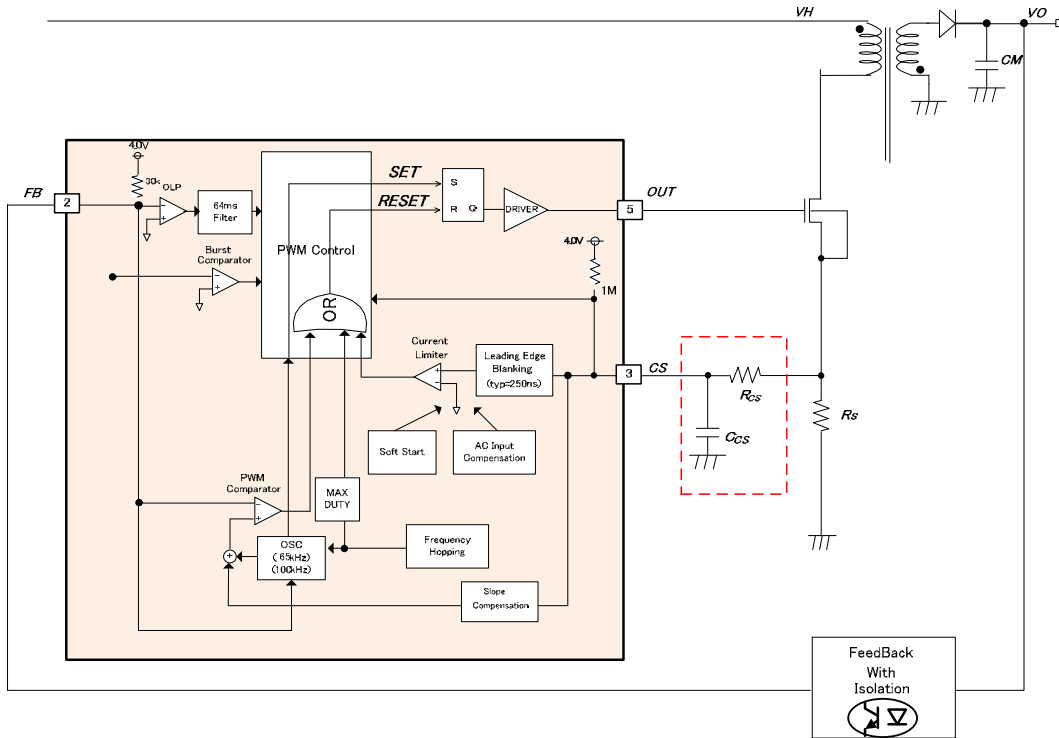 VH
VO
CM
4.0V
30k
OLP
FB
2
64ms
Filter
SET
RESET
S
R
Q
DRIVER
5
OUT
PWM Control
Burst
Comparator
4.0V
1M
OR
Current
Limiter
+
−
Leading Edge
Blanking
(typ=250ns)
3
CS
RCS
CCS
RS
Soft Start
AC Input
Compensation
PWM
Comparator
−
+
MAX
DUTY
OSC
(65kHz)
(100kHz)
+
Frequency
Hopping
Slope
Compensation
FeedBack
With
Isolation